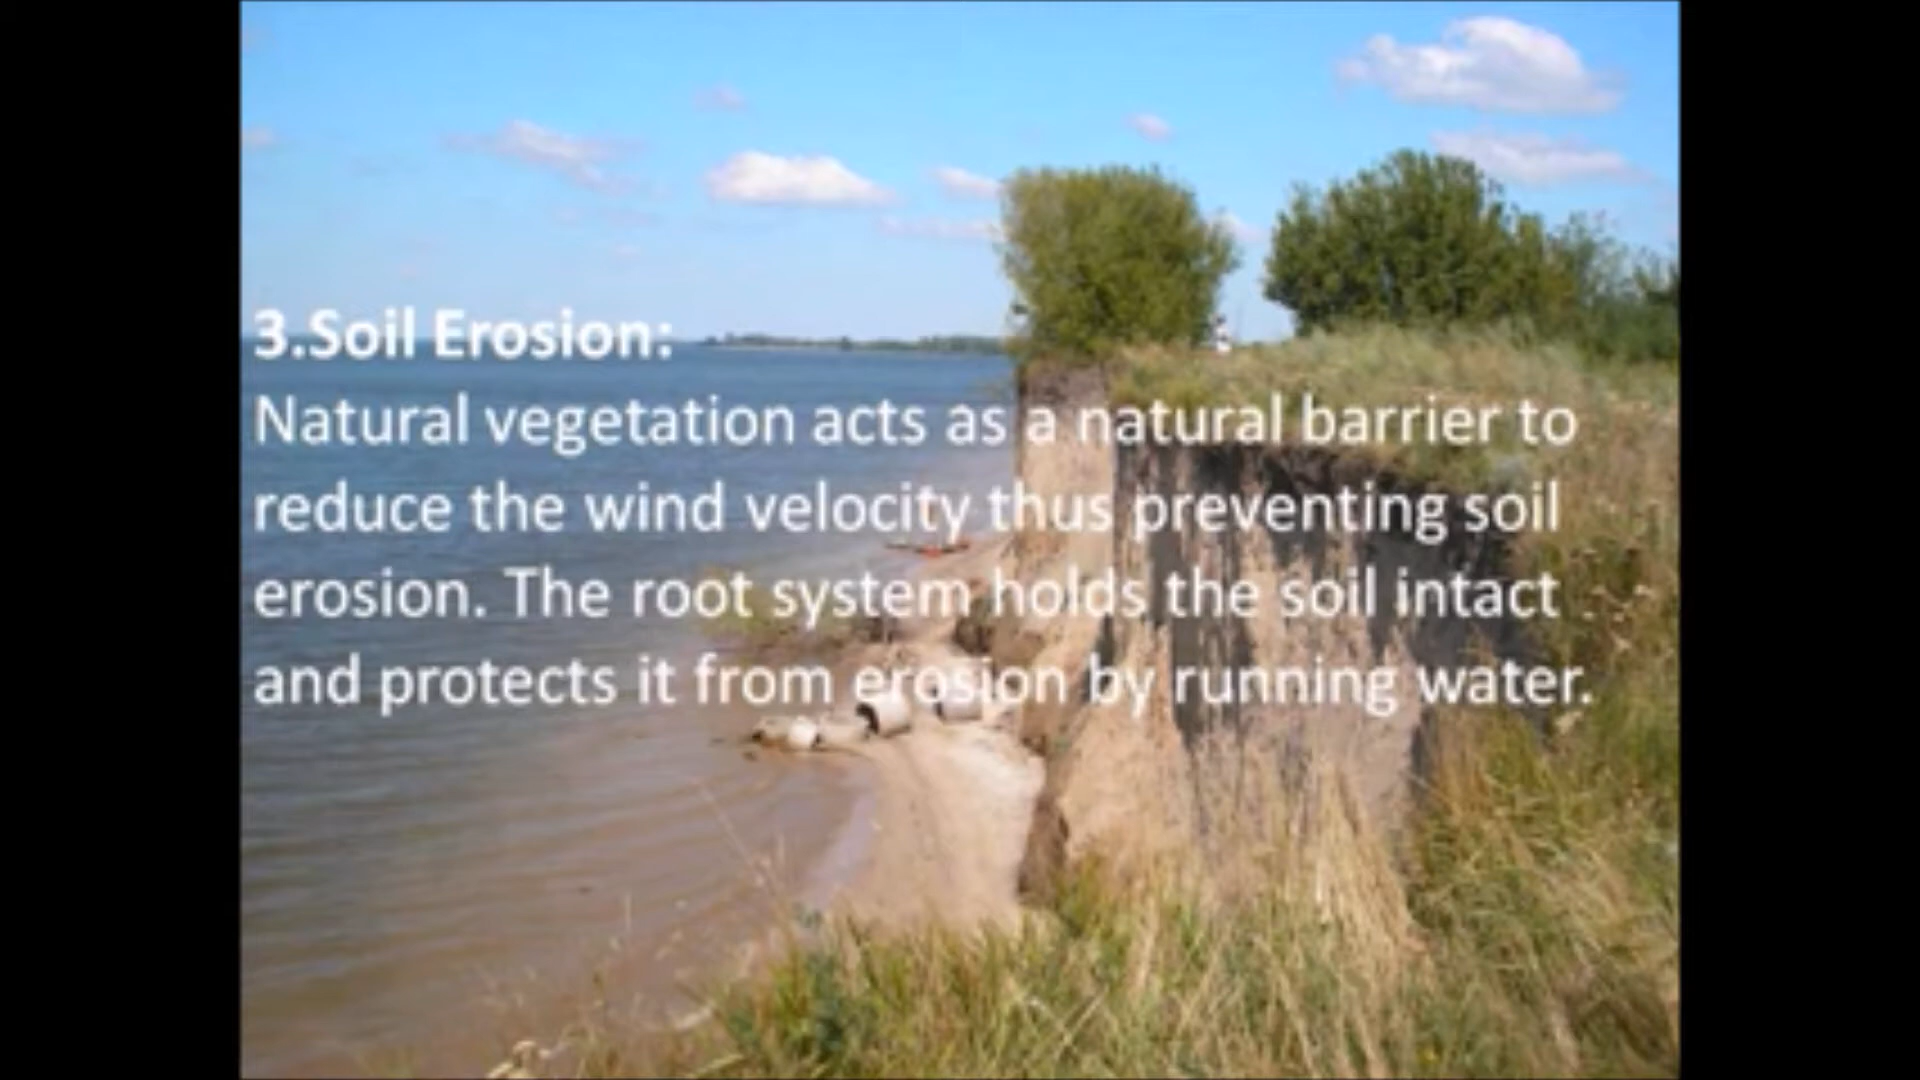 3.Soil Erosion:
Natural vegetation acts as a natural barrier to
reduce the wind velocity thus preventing soil
erosion. The root system holds the soil intact
and protects it from erosion by running water.